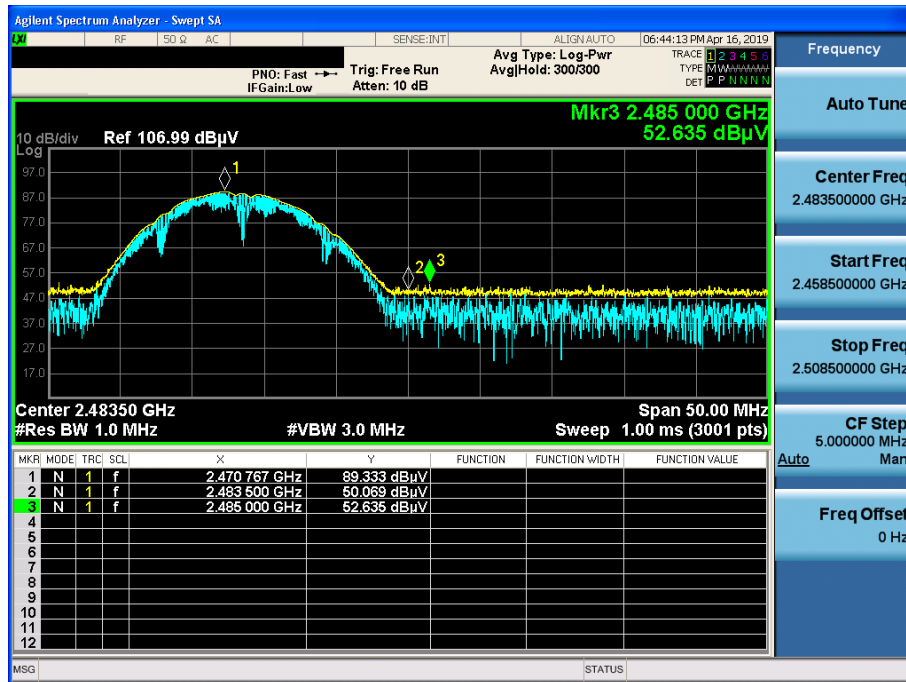 Agilent Spectrum Analyzer - Swept SA
LXI RF 50 Ω AC SENSE:INT ALIGN AUTO 06:44:13 PM Apr 16, 2019
PNO: Fast Trig: Free Run Avg Type: Log-Pwr TRACE 1 2 3 4 5 6
IFGain:Low Atten: 10 dB Avg|Hold: 300/300 TYPE M W W W W W
DET P P N N N N
Mkr3 2.485 000 GHz
52.635 dBµV
10 dB/div Ref 106.99 dBµV
Log
97.0
87.0
77.0
67.0
57.0
47.0
37.0
27.0
17.0
1
2
3
Center 2.48350 GHz Span 50.00 MHz
#Res BW 1.0 MHz #VBW 3.0 MHz Sweep 1.00 ms (3001 pts)
MKR MODE TRC SCL X Y FUNCTION FUNCTION WIDTH FUNCTION VALUE
1 N 1 f 2.470 767 GHz 89.333 dBµV
2 N 1 f 2.483 500 GHz 50.069 dBµV
3 N 1 f 2.485 000 GHz 52.635 dBµV
4
5
6
7
8
9
10
11
12
MSG STATUS
Frequency
Auto Tune
Center Freq
2.483500000 GHz
Start Freq
2.458500000 GHz
Stop Freq
2.508500000 GHz
CF Step
5.000000 MHz
Auto Man
Freq Offset
0 Hz